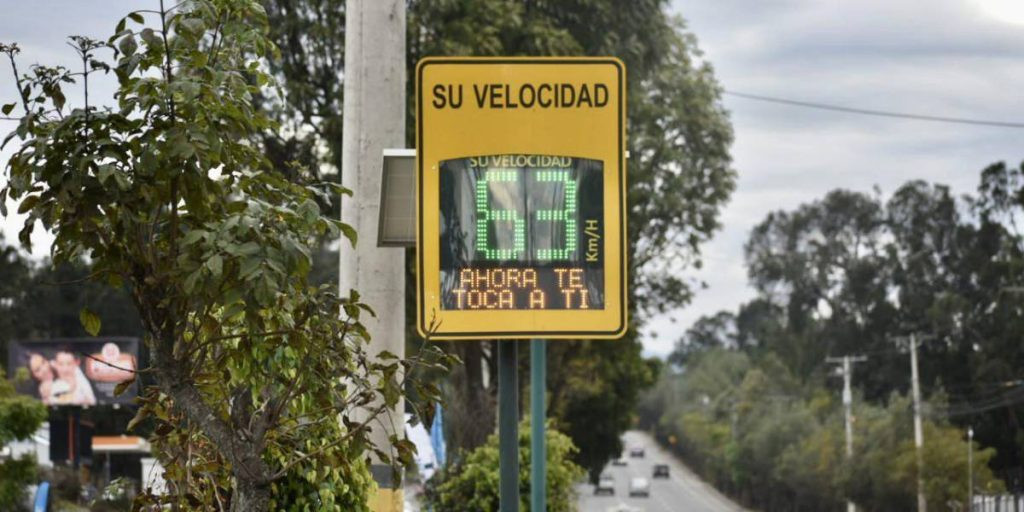 SU VELOCIDAD
SU VELOCIDAD
63
Km/H
AHORA TE
TOCA A TI